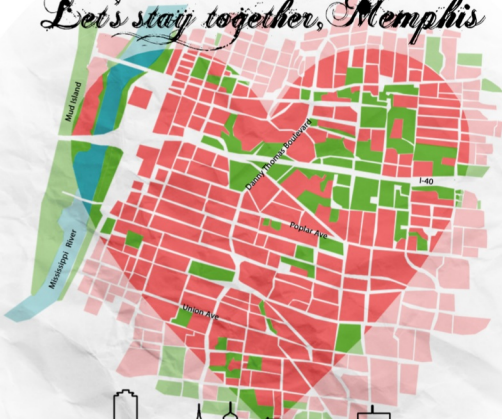 Let's stay together, Memphis
Mud Island
Danny Thomas Boulevard
I-40
Poplar Ave
Mississippi River
Union Ave